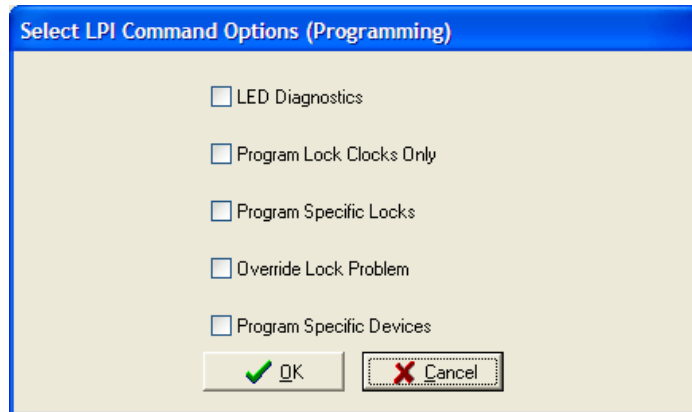 Select LPI Command Options (Programming)
LED Diagnostics
Program Lock Clocks Only
Program Specific Locks
Override Lock Problem
Program Specific Devices
OK Cancel